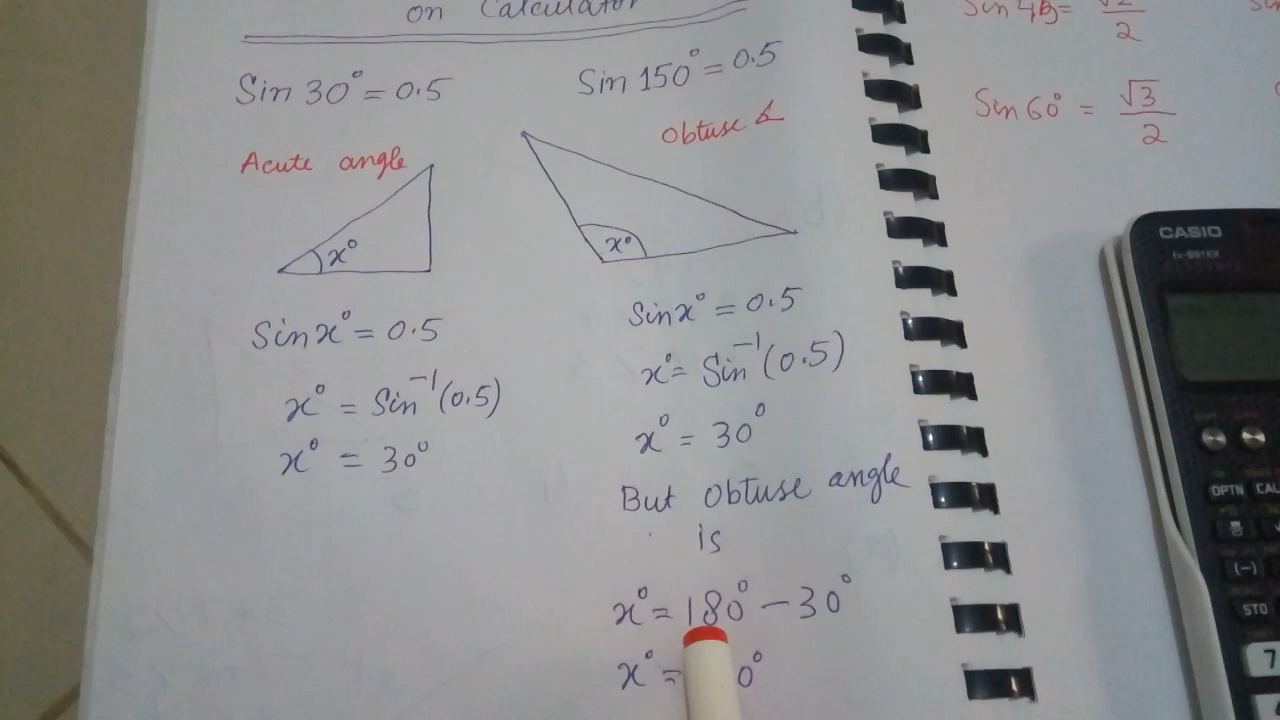 on Calculator
Sin 30° = 0.5
Acute angle
x°
Sin x° = 0.5
x° = Sin⁻¹(0.5)
x° = 30°
Sin 150° = 0.5
Obtuse ∡
x°
Sin x° = 0.5
x° = Sin⁻¹(0.5)
x° = 30°
But Obtuse angle
is
x° = 180° − 30°
x° = 0°
Sin 60° = √3/2
CASIO
OPTN
(−)
STO
7